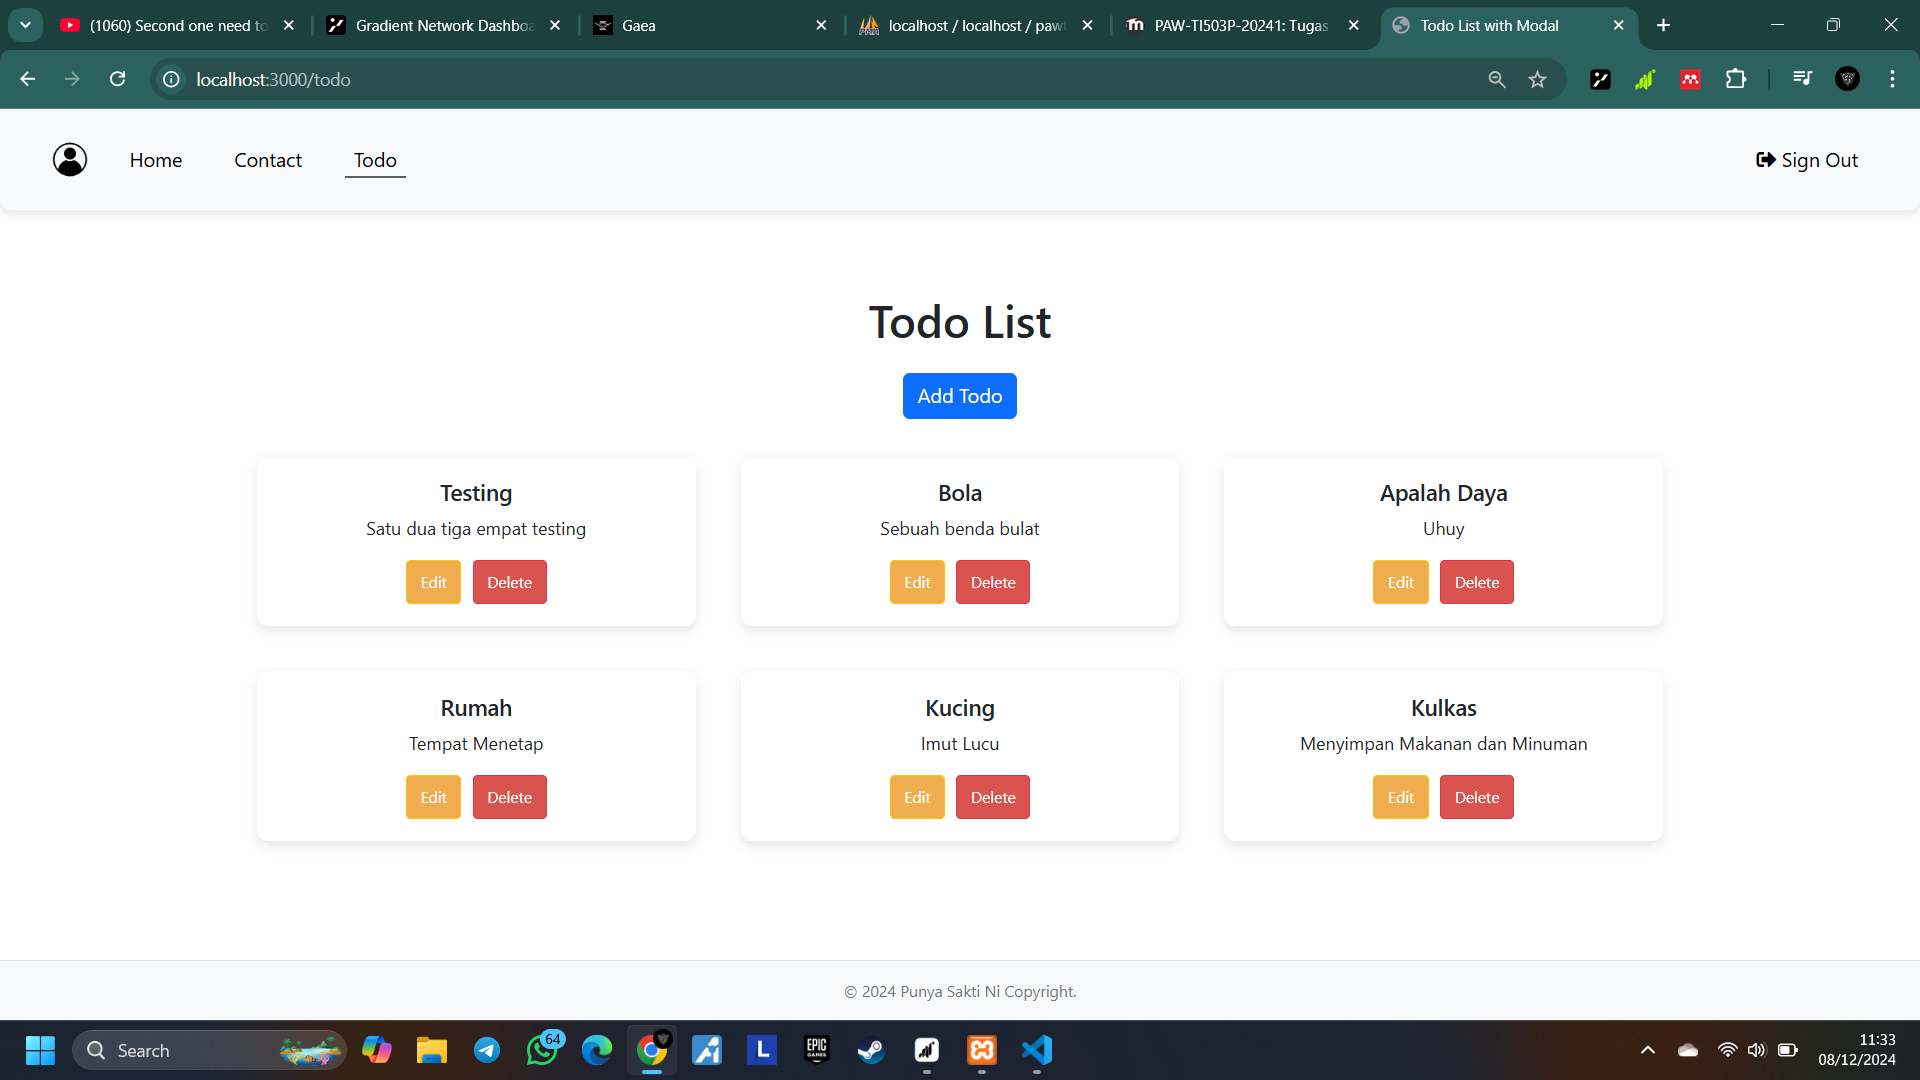 (1060) Second one need to
Gradient Network Dashboa
Gaea
localhost / localhost / pawt
PAW-TI503P-20241: Tugas
Todo List with Modal
localhost:3000/todo
Home
Contact
Todo
Sign Out
Todo List
Add Todo
Testing
Bola
Apalah Daya
Satu dua tiga empat testing
Sebuah benda bulat
Uhuy
Edit
Delete
Edit
Delete
Edit
Delete
Rumah
Kucing
Kulkas
Tempat Menetap
Imut Lucu
Menyimpan Makanan dan Minuman
Edit
Delete
Edit
Delete
Edit
Delete
© 2024 Punya Sakti Ni Copyright.
Search
64
L
EPIC
GAMES
11:33
08/12/2024